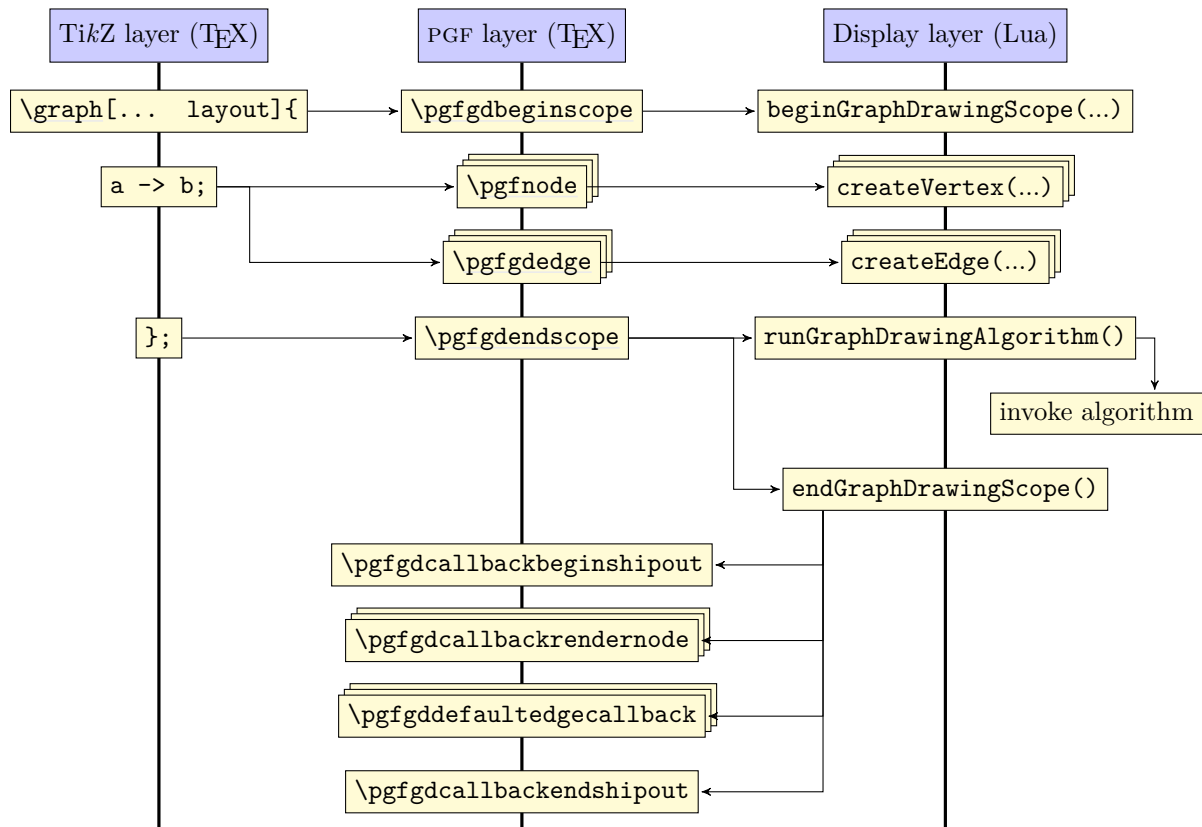 TikZ layer (TEX)
PGF layer (TEX)
Display layer (Lua)
\graph[... layout]{
\pgfgdbeginscope
beginGraphDrawingScope(…)
a -> b;
\pgfnode
createVertex(…)
\pgfgdedge
createEdge(…)
};
\pgfgdendscope
runGraphDrawingAlgorithm()
invoke algorithm
endGraphDrawingScope()
\pgfgdcallbackbeginshipout
\pgfgdcallbackrendernode
\pgfgddefaultedgecallback
\pgfgdcallbackendshipout